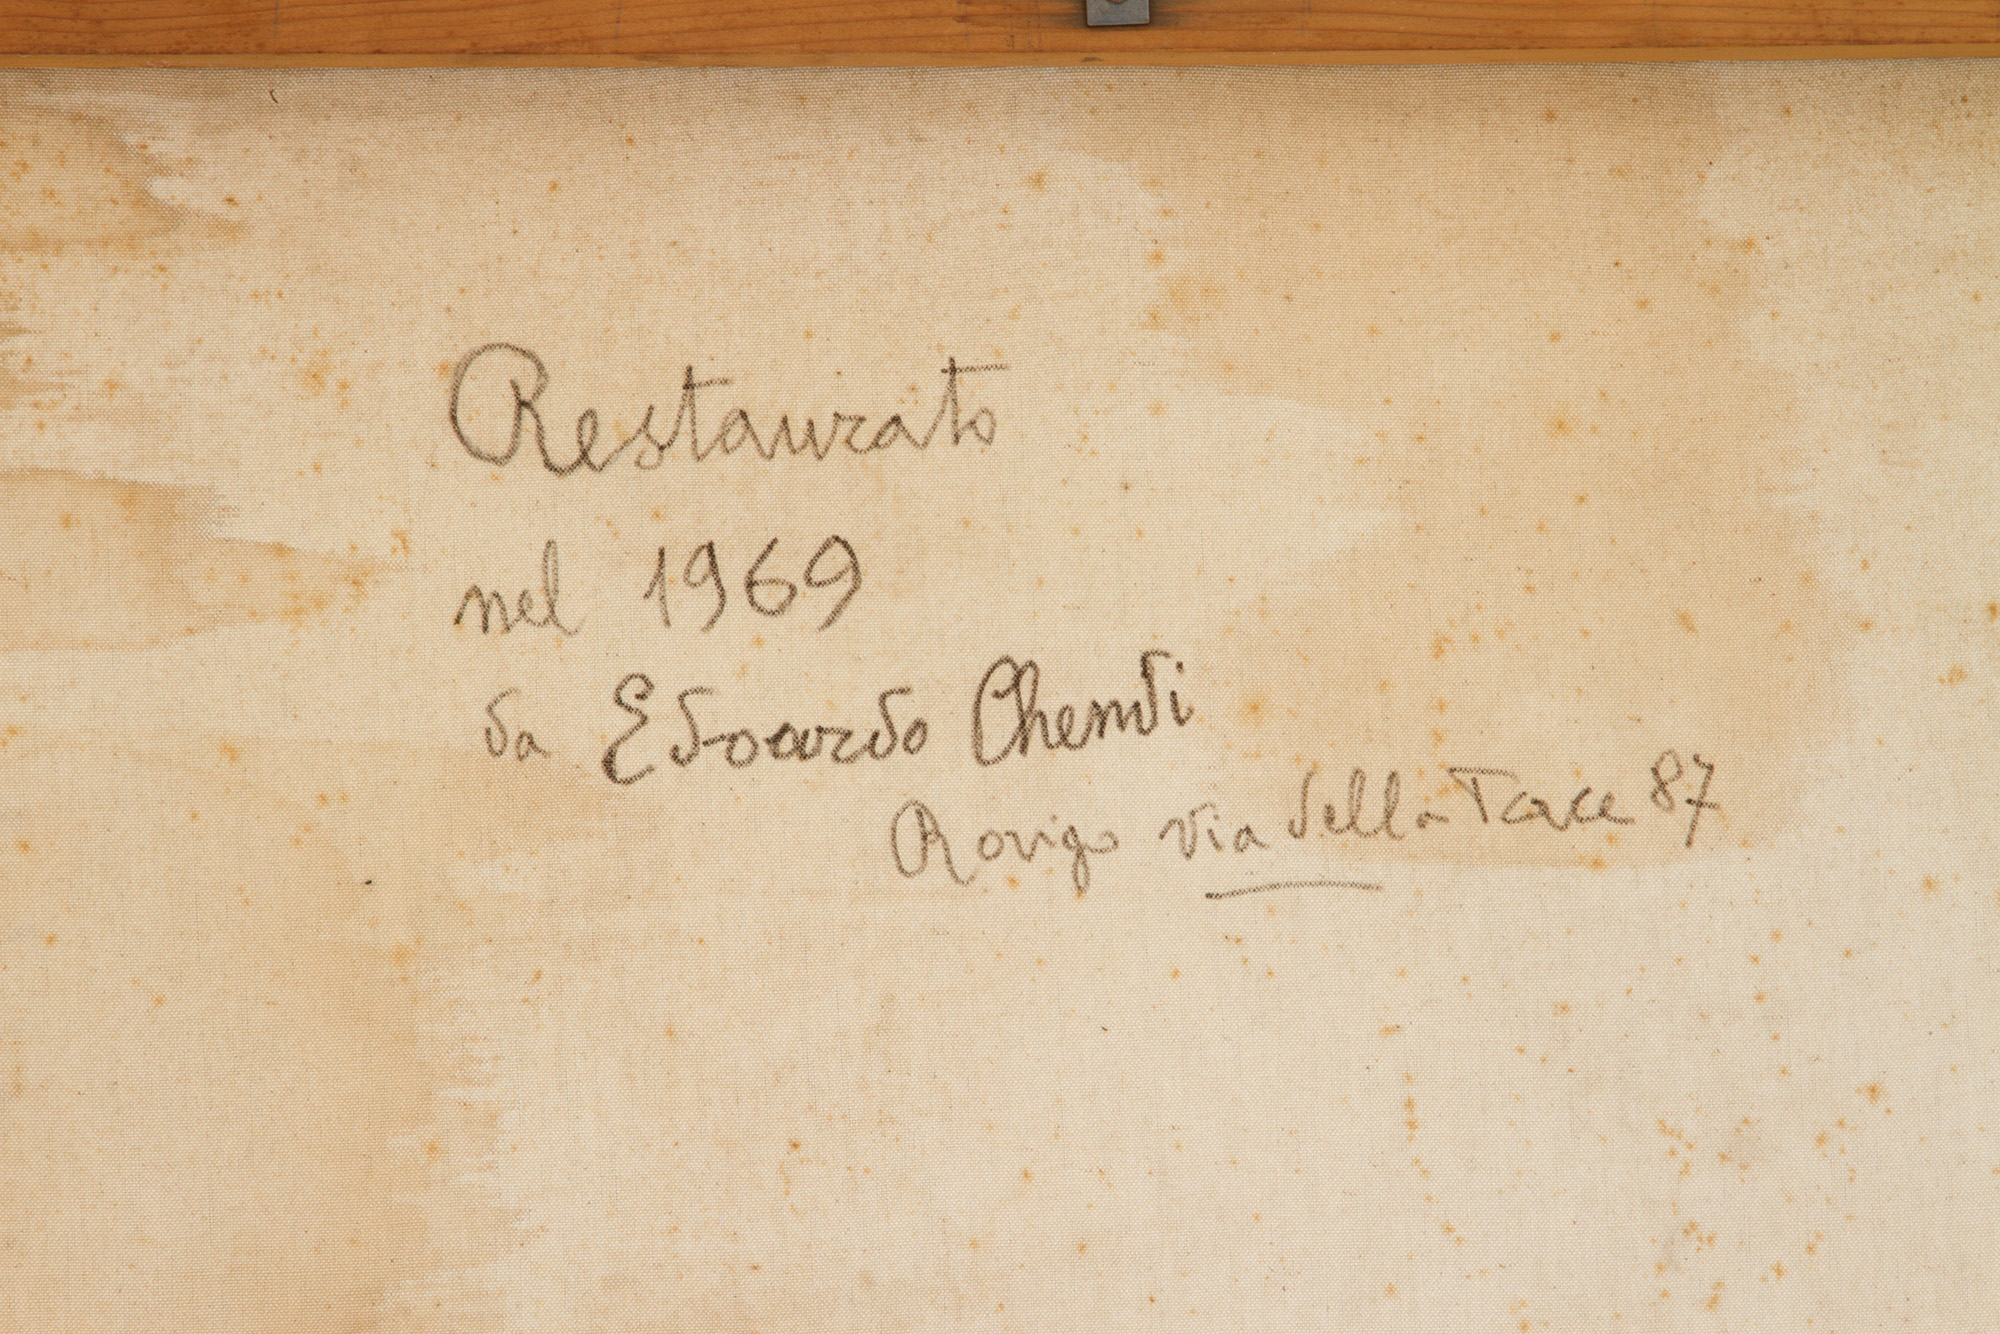 Restaurato
nel 1969
da Edoardo Chendi
Rovigo via della Pace 87